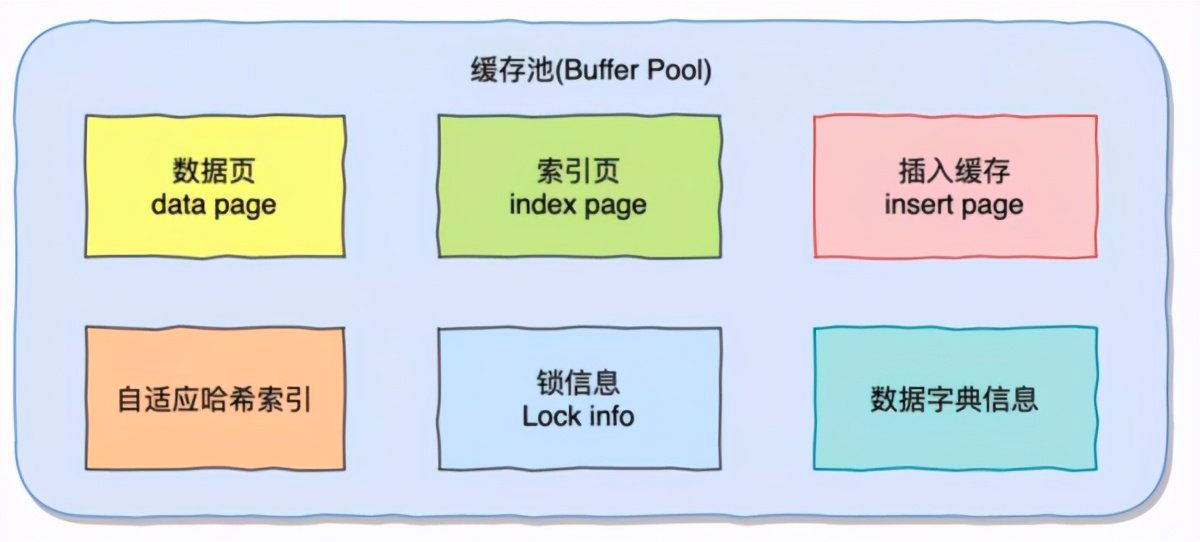 缓存池(Buffer Pool)
数据页
data page
索引页
index page
插入缓存
insert page
自适应哈希索引
锁信息
Lock info
数据字典信息